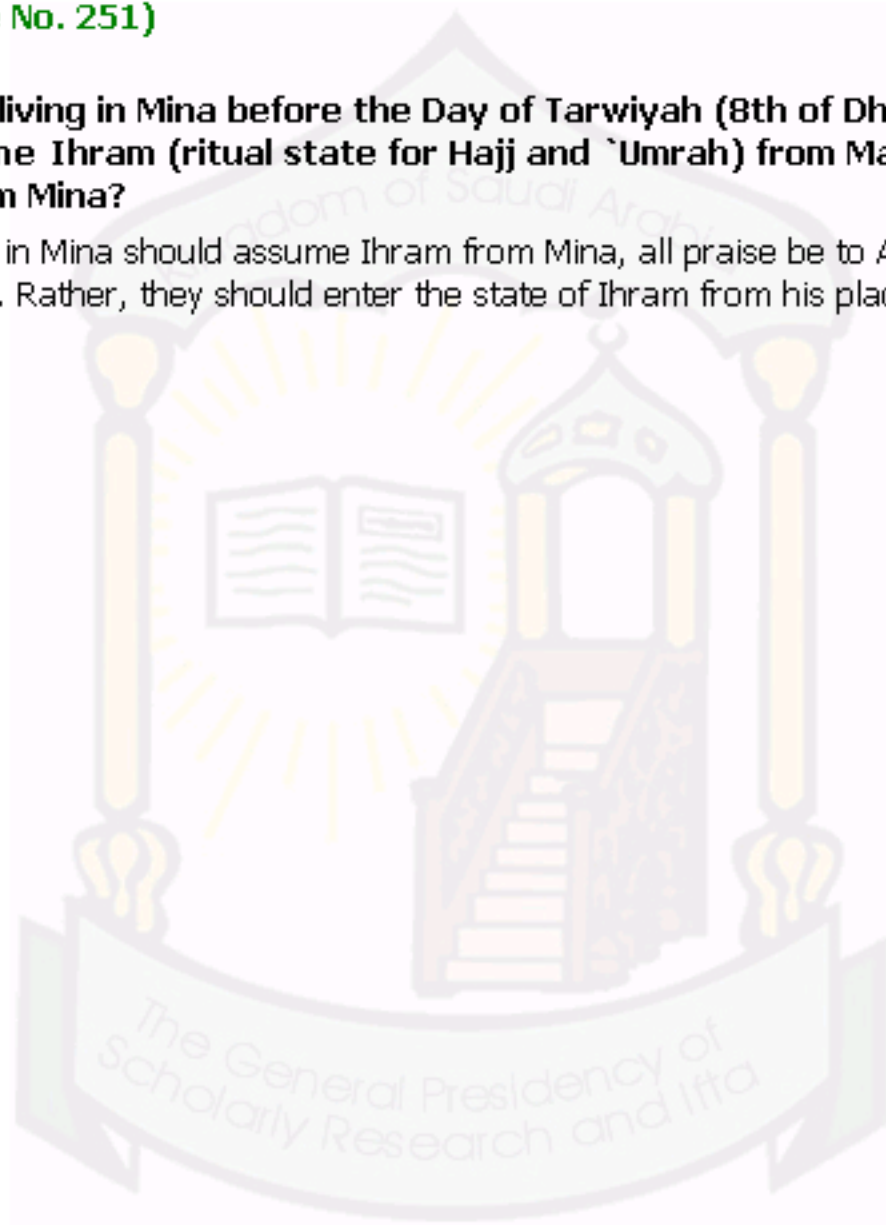 No. 251)
living in Mina before the Day of Tarwiyah (8th of Dh
ne Ihram (ritual state for Hajj and `Umrah) from Ma
n Mina?
in Mina should assume Ihram from Mina, all praise be to A
. Rather, they should enter the state of Ihram from his plac
Kingdom of Saudi Arabia
The General Presidency of
Scholarly Research and Ifta